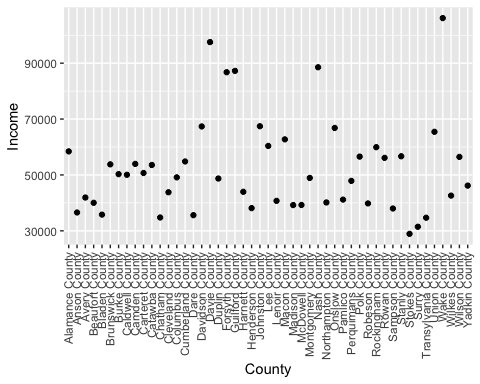 Income
90000
70000
50000
30000
Alamance County
Anson County
Avery County
Beaufort County
Bladen County
Brunswick County
Burke County
Caldwell County
Camden County
Carteret County
Catawba County
Chatham County
Cleveland County
Columbus County
Cumberland County
Dare County
Davidson County
Davie County
Duplin County
Forsyth County
Guilford County
Harnett County
Henderson County
Johnston County
Lee County
Lenoir County
Macon County
Madison County
McDowell County
Montgomery County
Nash County
Northampton County
Onslow County
Pamlico County
Perquimans County
Polk County
Robeson County
Rockingham County
Rowan County
Sampson County
Stanly County
Stokes County
Surry County
Transylvania County
Union County
Wake County
Wilkes County
Wilson County
Yadkin County
County